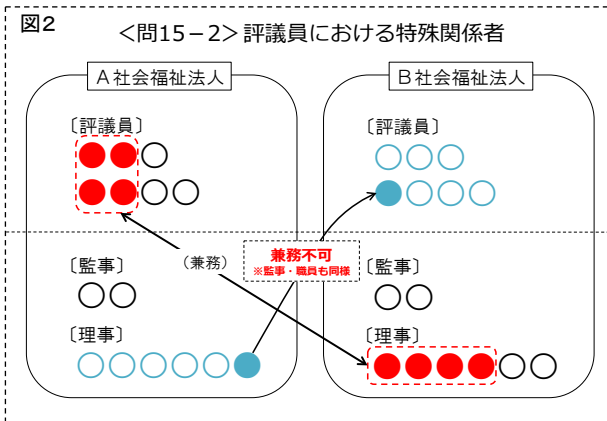 図2
<問15-2>評議員における特殊関係者
A社会福祉法人
B社会福祉法人
〔評議員〕
〔評議員〕
兼務不可
※監事・職員も同様
(兼務)
〔監事〕
〔監事〕
〔理事〕
〔理事〕